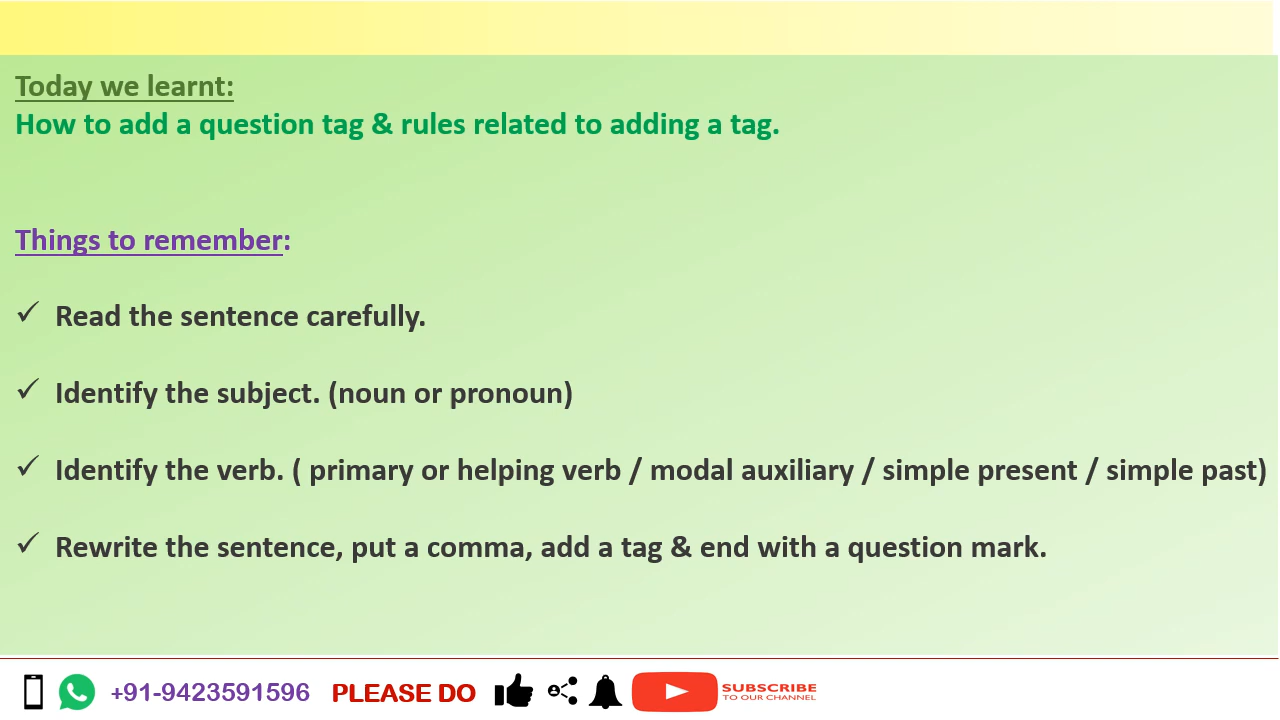 Today we learnt:
How to add a question tag & rules related to adding a tag.
Things to remember:
✓ Read the sentence carefully.
✓ Identify the subject. (noun or pronoun)
✓ Identify the verb. ( primary or helping verb / modal auxiliary / simple present / simple past)
✓ Rewrite the sentence, put a comma, add a tag & end with a question mark.
+91-9423591596 PLEASE DO SUBSCRIBE
TO OUR CHANNEL